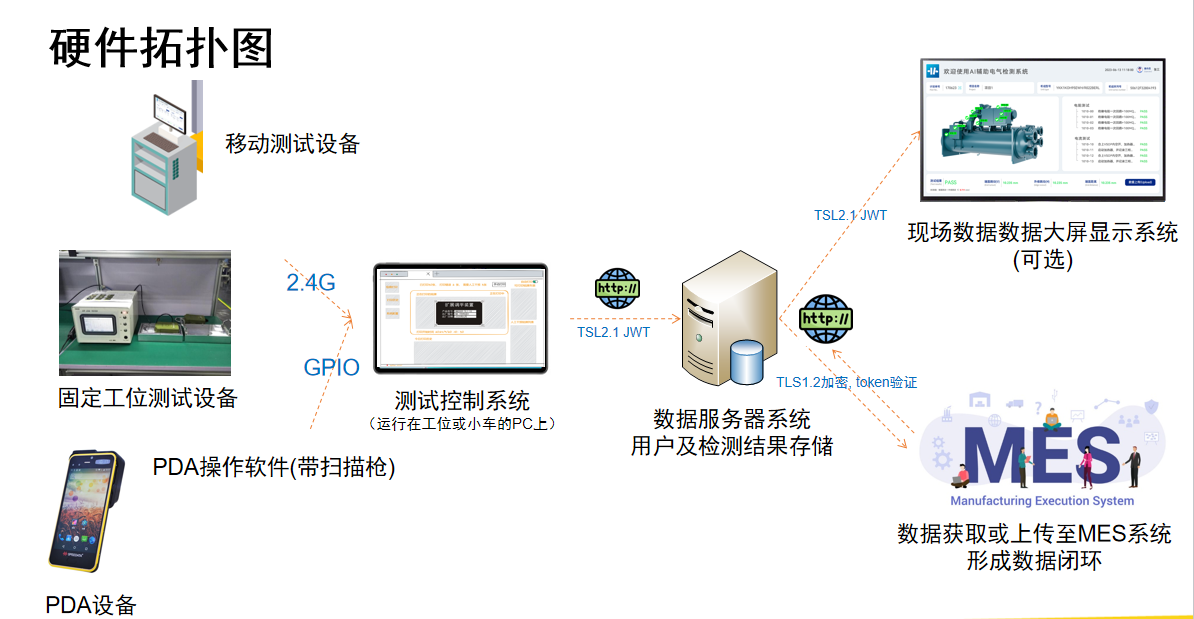 硬件拓扑图
移动测试设备
2.4G
GPIO
固定工位测试设备
PDA操作软件(带扫描枪)
PDA设备
扩展调平装置
测试控制系统
（运行在工位或小车的PC上）
http://
TSL2.1 JWT
数据服务器系统
用户及检测结果存储
TSL2.1 JWT
http://
TLS1.2加密, token验证
欢迎使用AI辅助电气检测系统
PASS
现场数据数据大屏显示系统
(可选)
MES
Manufacturing Execution System
数据获取或上传至MES系统
形成数据闭环